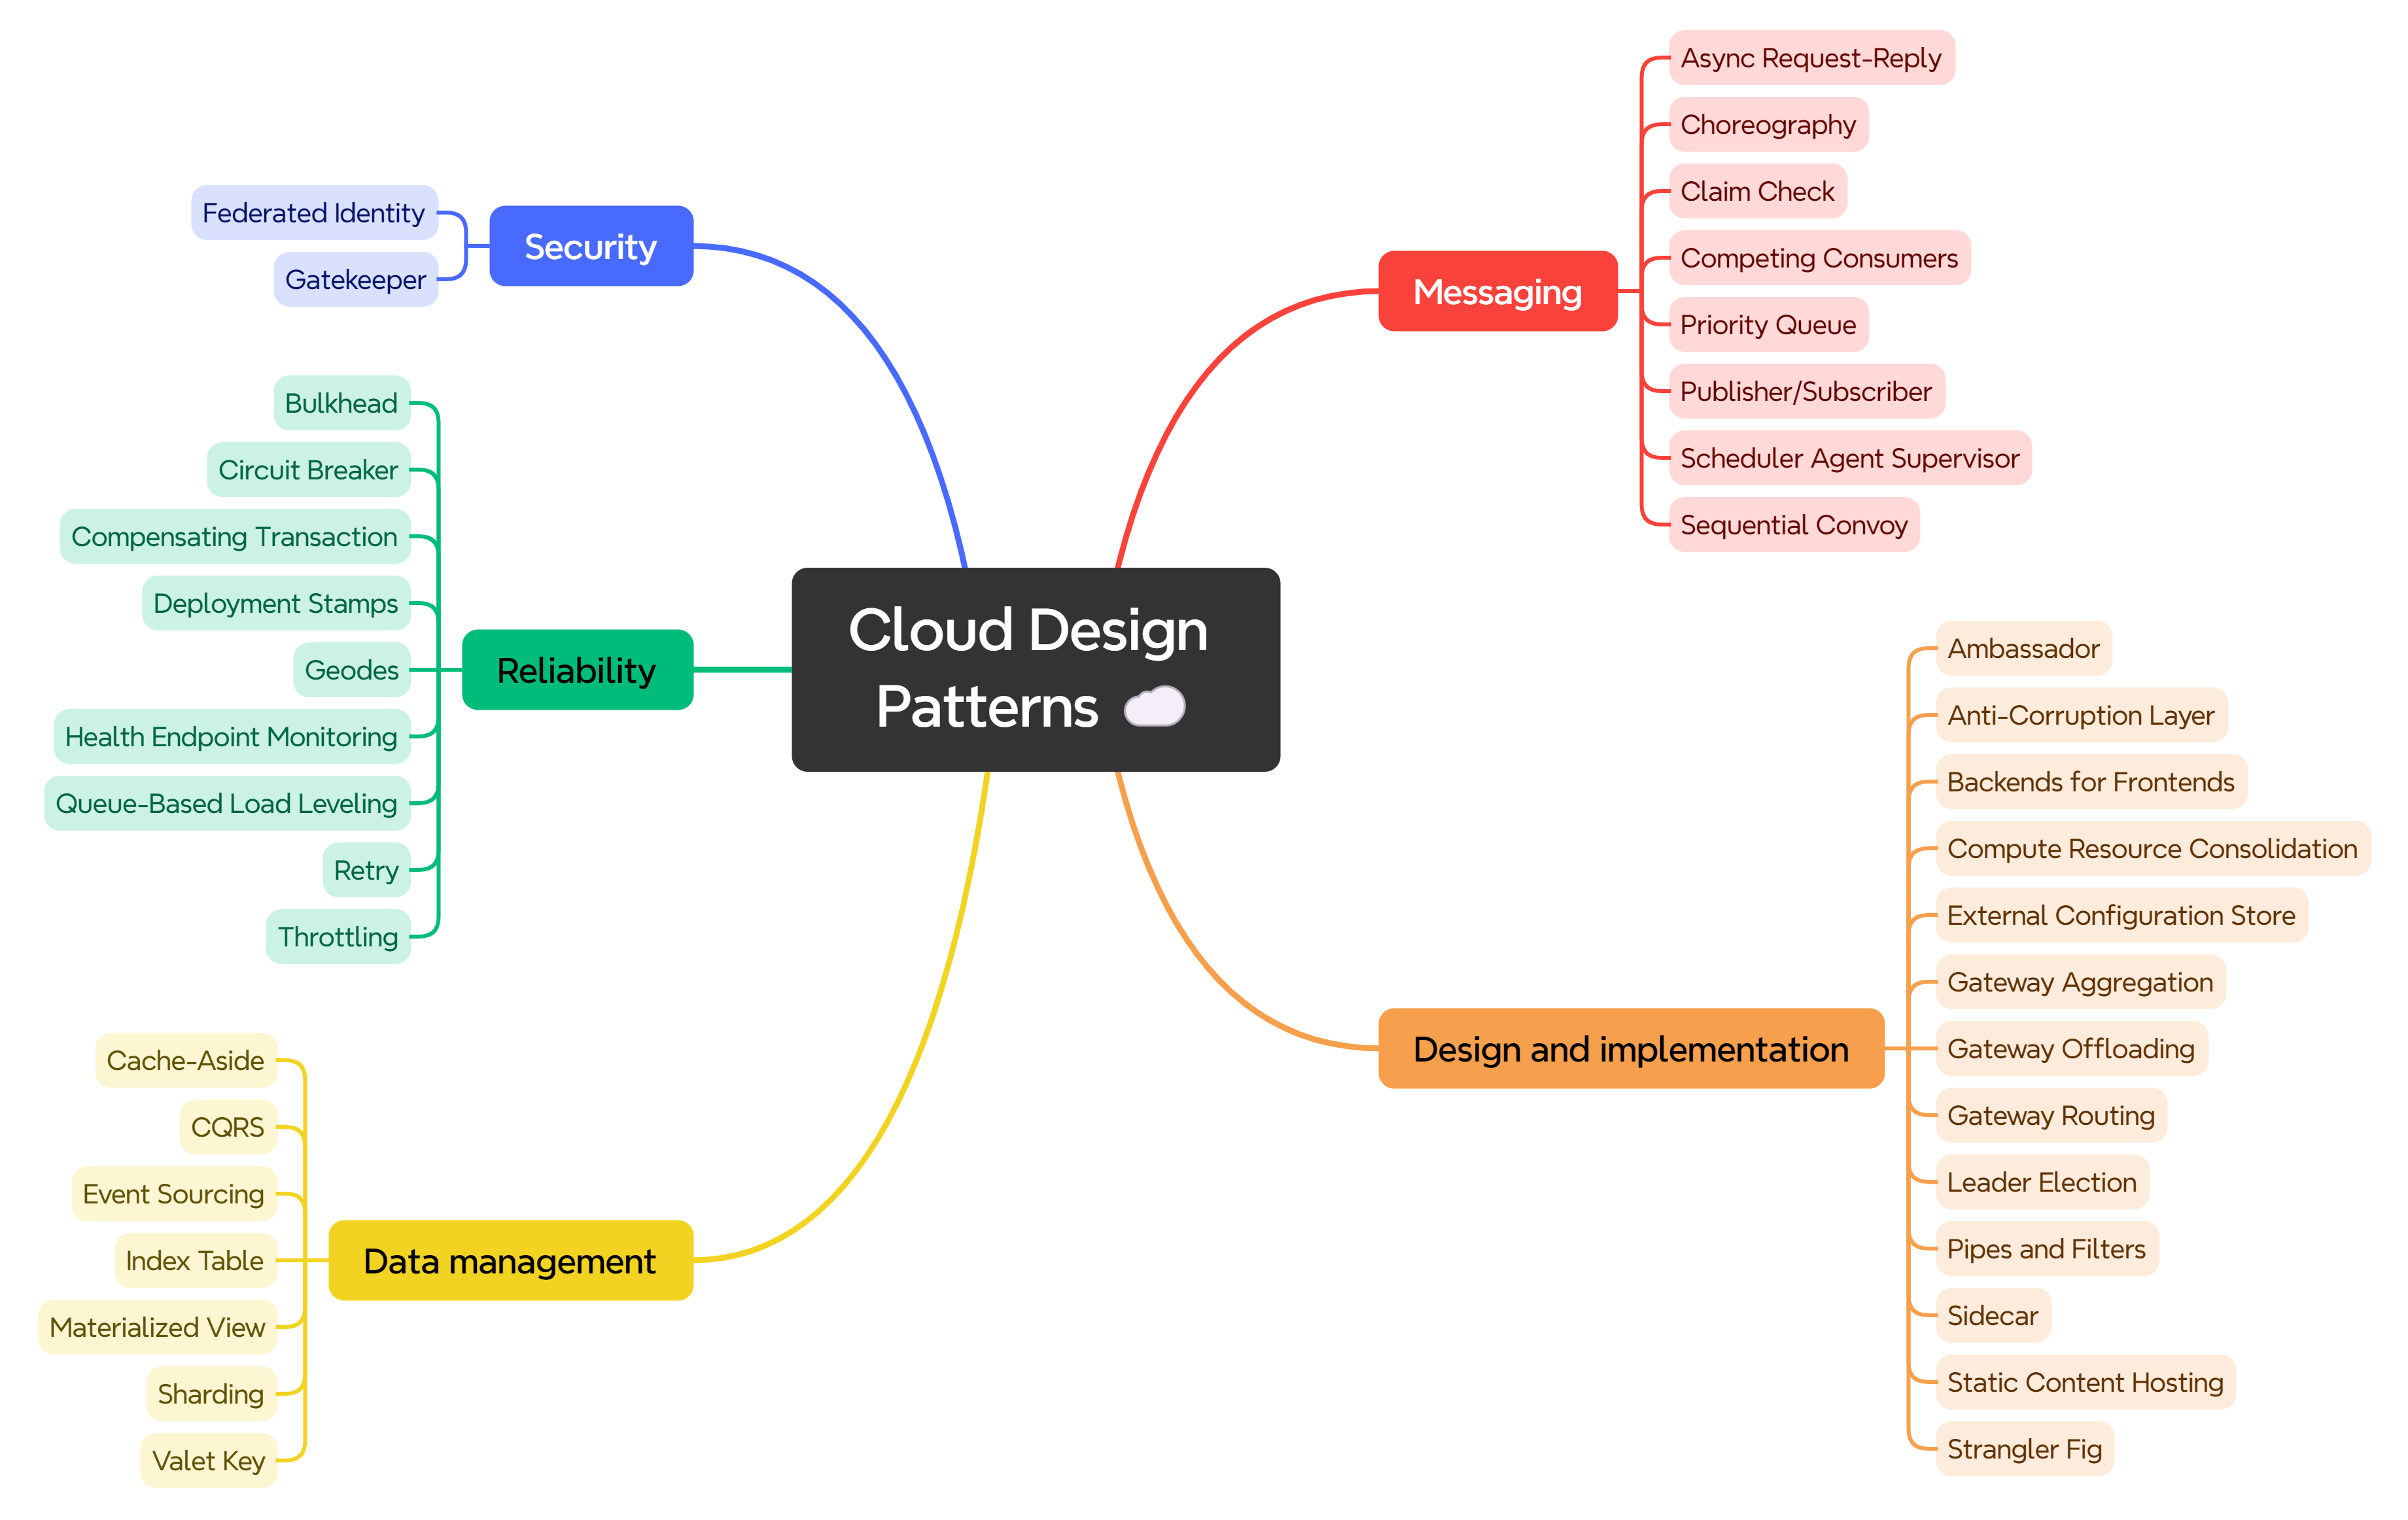 Cloud Design
Patterns
Messaging
Async Request-Reply
Choreography
Claim Check
Competing Consumers
Priority Queue
Publisher/Subscriber
Scheduler Agent Supervisor
Sequential Convoy
Design and implementation
Ambassador
Anti-Corruption Layer
Backends for Frontends
Compute Resource Consolidation
External Configuration Store
Gateway Aggregation
Gateway Offloading
Gateway Routing
Leader Election
Pipes and Filters
Sidecar
Static Content Hosting
Strangler Fig
Security
Federated Identity
Gatekeeper
Reliability
Bulkhead
Circuit Breaker
Compensating Transaction
Deployment Stamps
Geodes
Health Endpoint Monitoring
Queue-Based Load Leveling
Retry
Throttling
Data management
Cache-Aside
CQRS
Event Sourcing
Index Table
Materialized View
Sharding
Valet Key